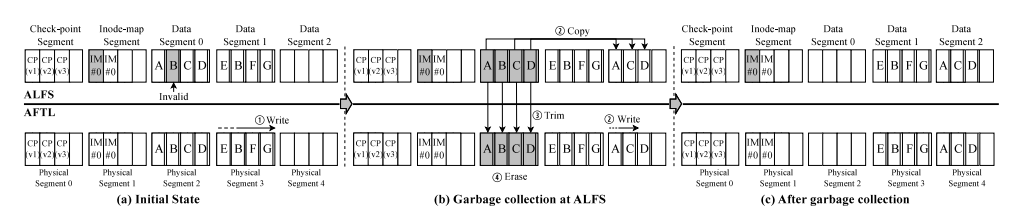 Check-point Segment
Inode-map Segment
Data Segment 0
Data Segment 1
Data Segment 2
CP (v1) CP (v2) CP (v3)
IM #0 IM #0
A B C D
E B F G
Invalid
ALFS
AFTL
① Write
CP (v1) CP (v2) CP (v3)
IM #0 IM #0
A B C D
E B F G
Physical Segment 0
Physical Segment 1
Physical Segment 2
Physical Segment 3
Physical Segment 4
(a) Initial State
② Copy
CP (v1) CP (v2) CP (v3)
IM #0 IM #0
A B C D
E B F G
A C D
③ Trim
② Write
CP (v1) CP (v2) CP (v3)
IM #0 IM #0
A B C D
E B F G
A C D
④ Erase
(b) Garbage collection at ALFS
Check-point Segment
Inode-map Segment
Data Segment 0
Data Segment 1
Data Segment 2
CP (v1) CP (v2) CP (v3)
IM #0 IM #0
E B F G
A C D
CP (v1) CP (v2) CP (v3)
IM #0 IM #0
E B F G
A C D
Physical Segment 0
Physical Segment 1
Physical Segment 2
Physical Segment 3
Physical Segment 4
(c) After garbage collection